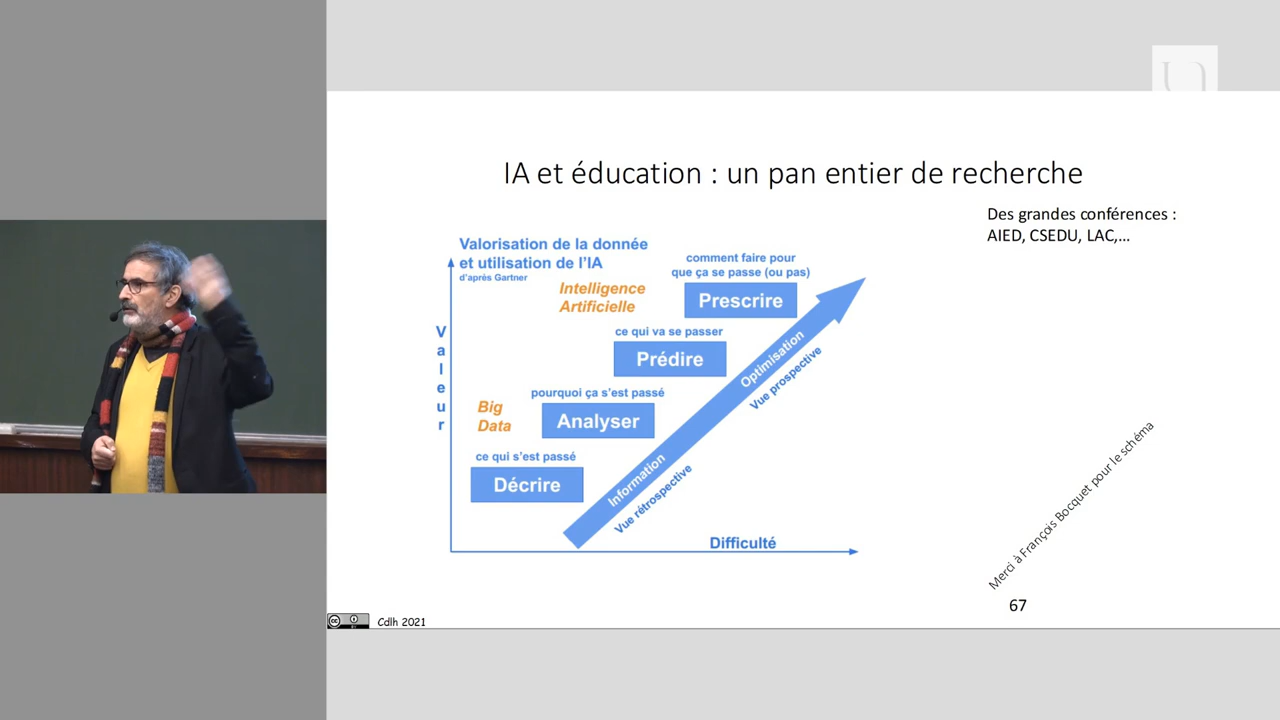 IA et éducation : un pan entier de recherche
Des grandes conférences :
AIED, CSEDU, LAC,...
Valorisation de la donnée
et utilisation de l'IA
d'après Gartner
comment faire pour
que ça se passe (ou pas)
Intelligence
Artificielle
Prescrire
ce qui va se passer
Prédire
Optimisation
Vue prospective
pourquoi ça s'est passé
Analyser
Big
Data
ce qui s'est passé
Décrire
Information
Vue rétrospective
Valeur
Difficulté
Merci à François Bocquet pour le schéma
67
Cdlh 2021